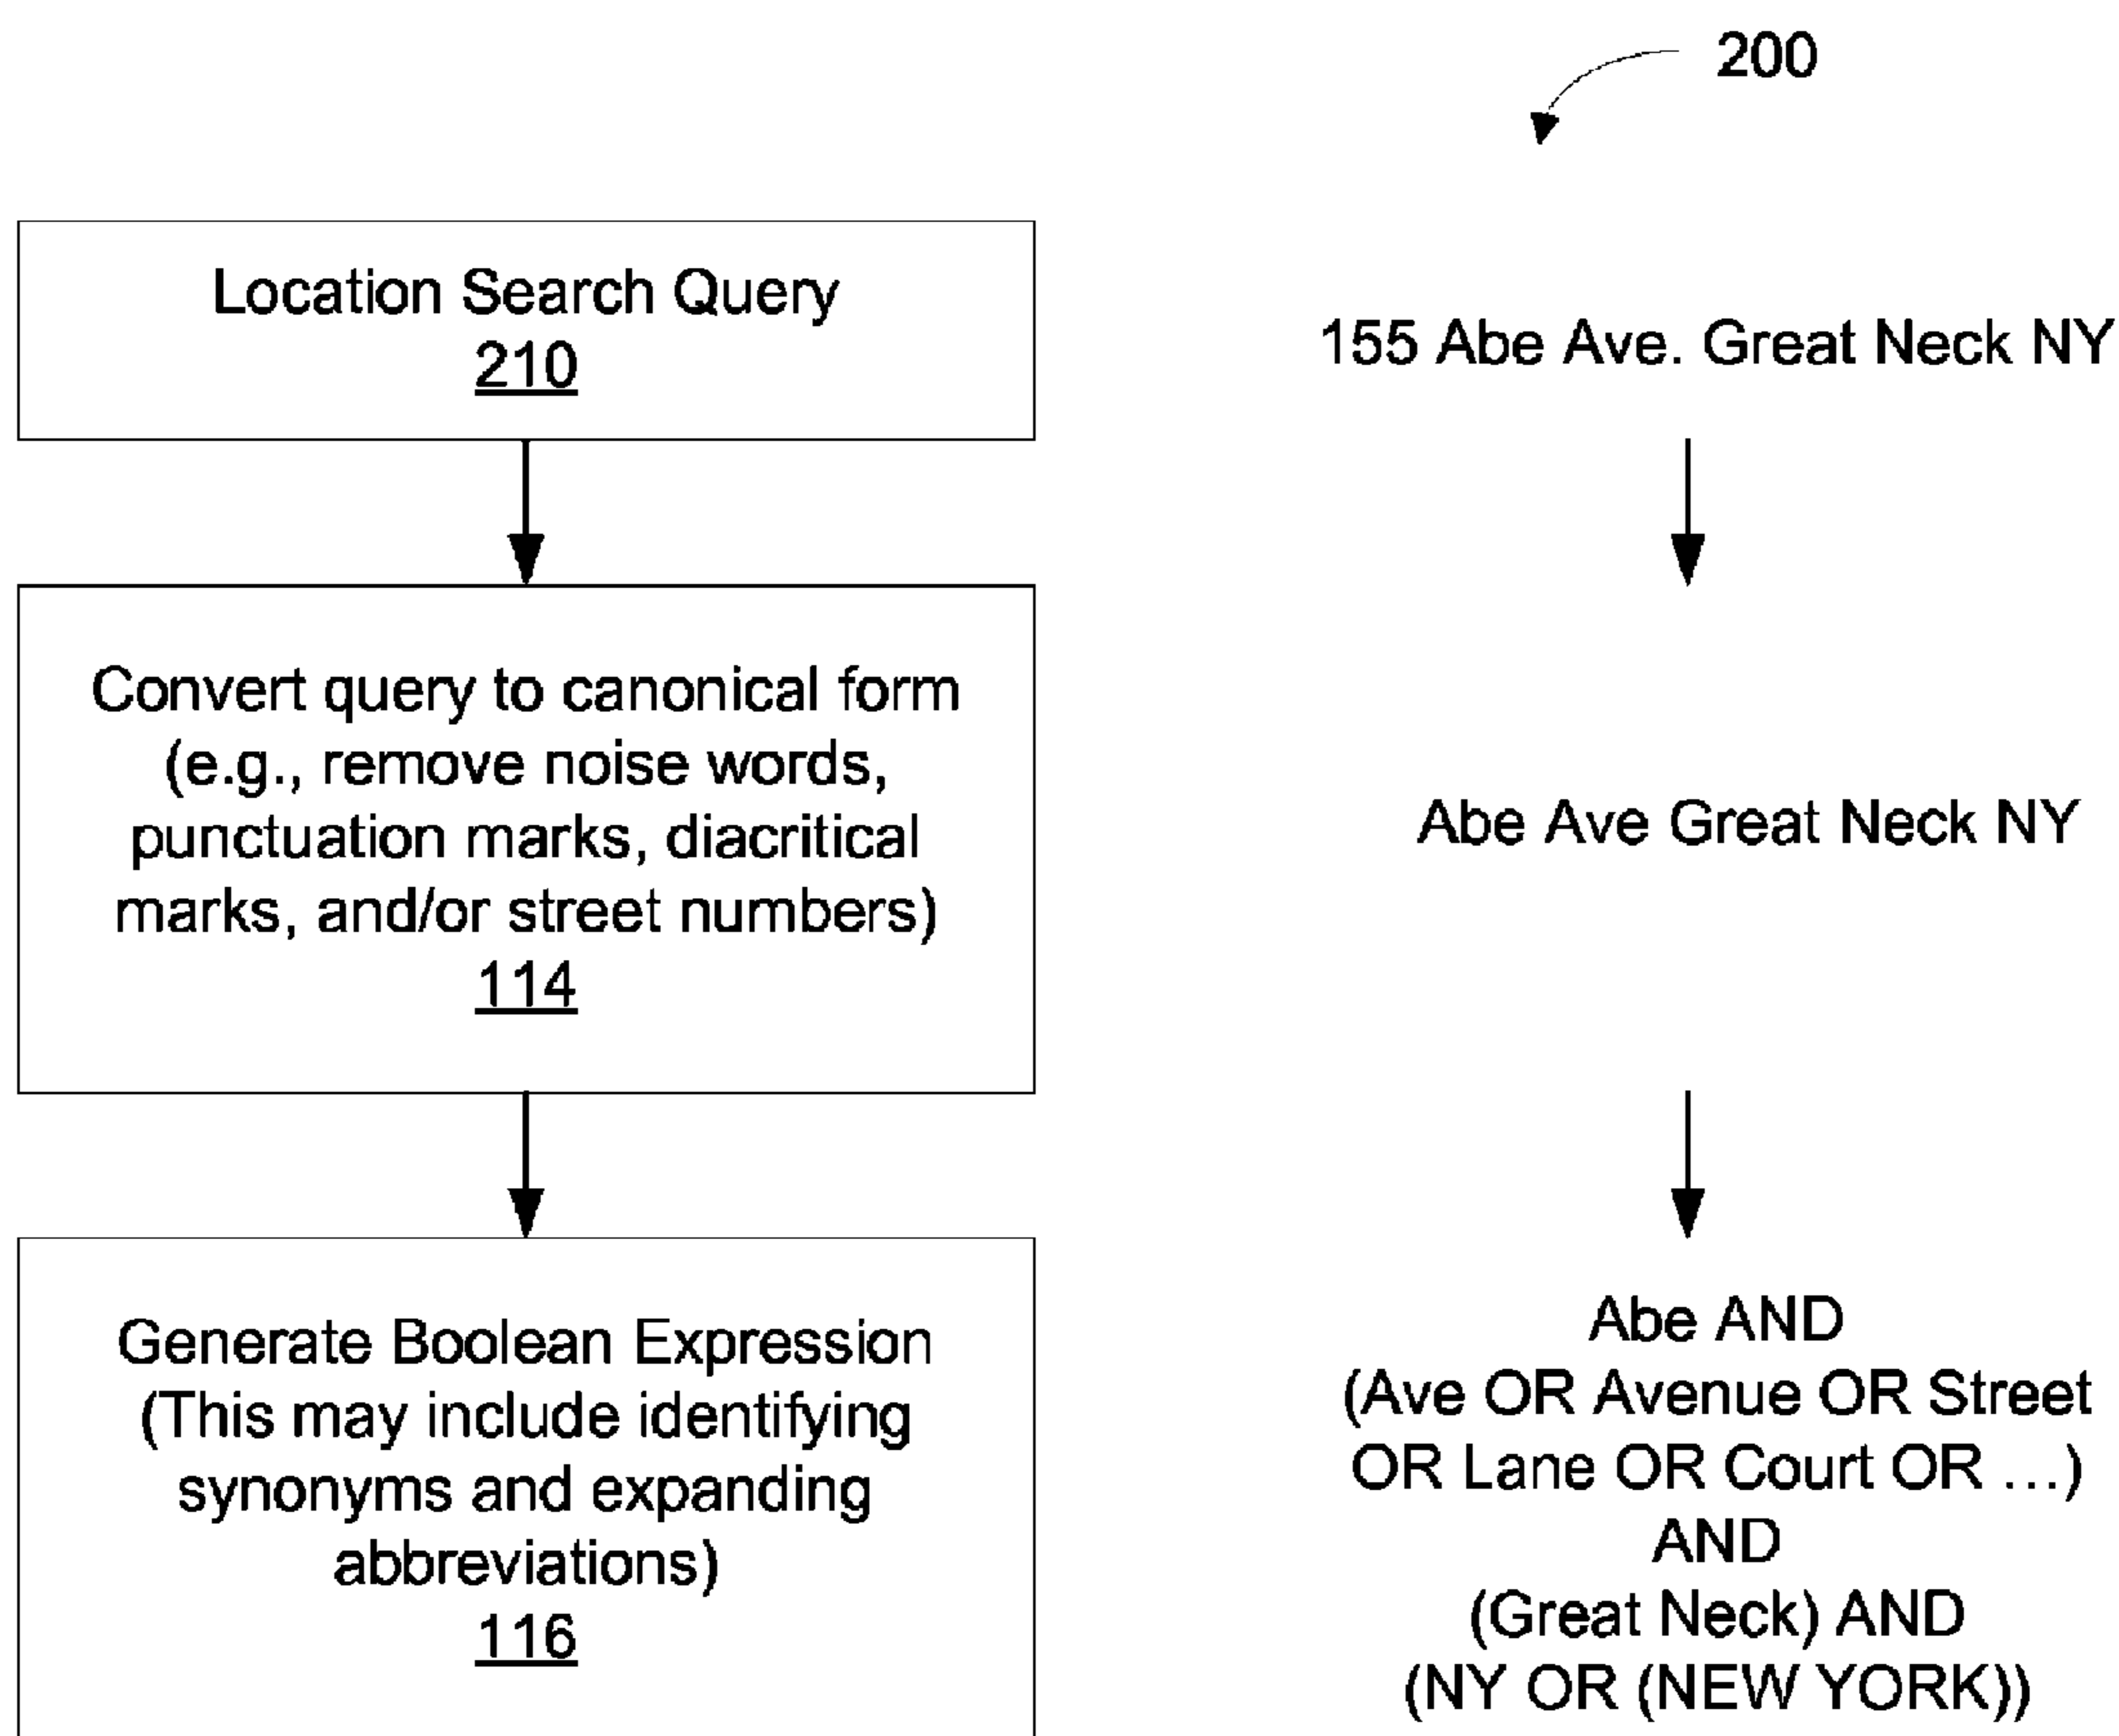 200
Location Search Query
210
155 Abe Ave. Great Neck NY
Convert query to canonical form
(e.g., remove noise words,
punctuation marks, diacritical
marks, and/or street numbers)
114
Abe Ave Great Neck NY
Generate Boolean Expression
(This may include identifying
synonyms and expanding
abbreviations)
116
Abe AND
(Ave OR Avenue OR Street
OR Lane OR Court OR ...)
AND
(Great Neck) AND
(NY OR (NEW YORK))